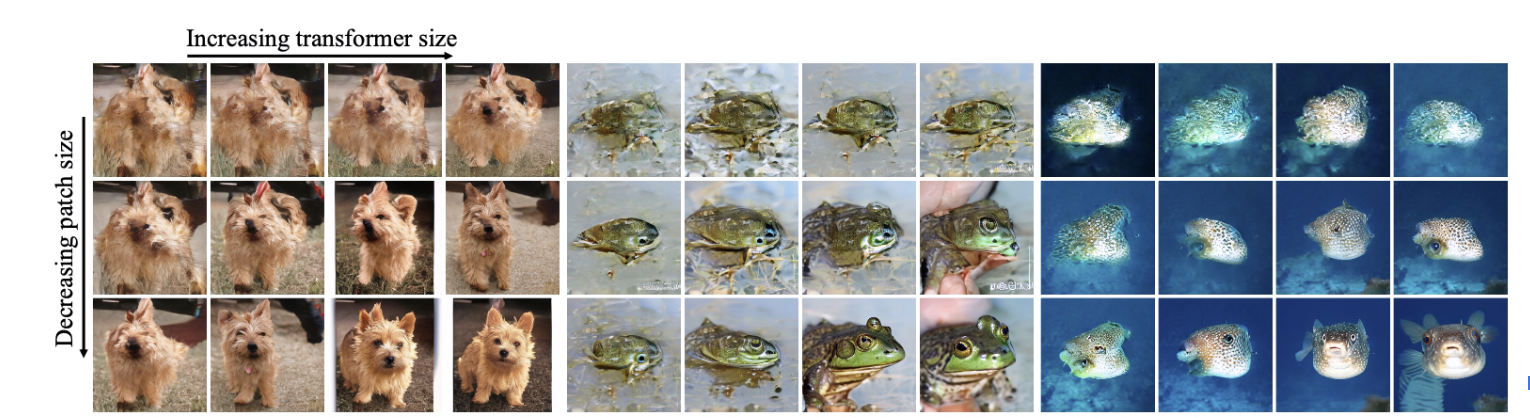 Increasing transformer size
Decreasing patch size